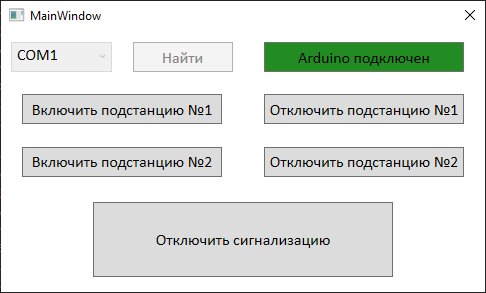 MainWindow
COM1
Найти
Arduino подключен
Включить подстанцию №1
Отключить подстанцию №1
Включить подстанцию №2
Отключить подстанцию №2
Отключить сигнализацию